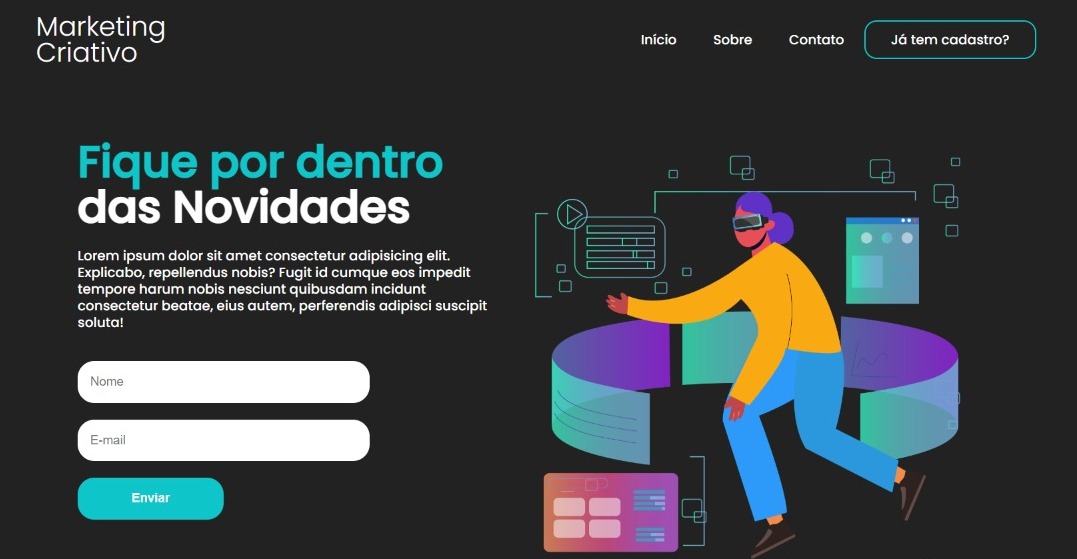 Marketing
Criativo
Início
Sobre
Contato
Já tem cadastro?
Fique por dentro
das Novidades
Lorem ipsum dolor sit amet consectetur adipisicing elit.
Explicabo, repellendus nobis? Fugit id cumque eos impedit
tempore harum nobis nesciunt quibusdam incidunt
consectetur beatae, eius autem, perferendis adipisci suscipit
soluta!
Nome
E-mail
Enviar